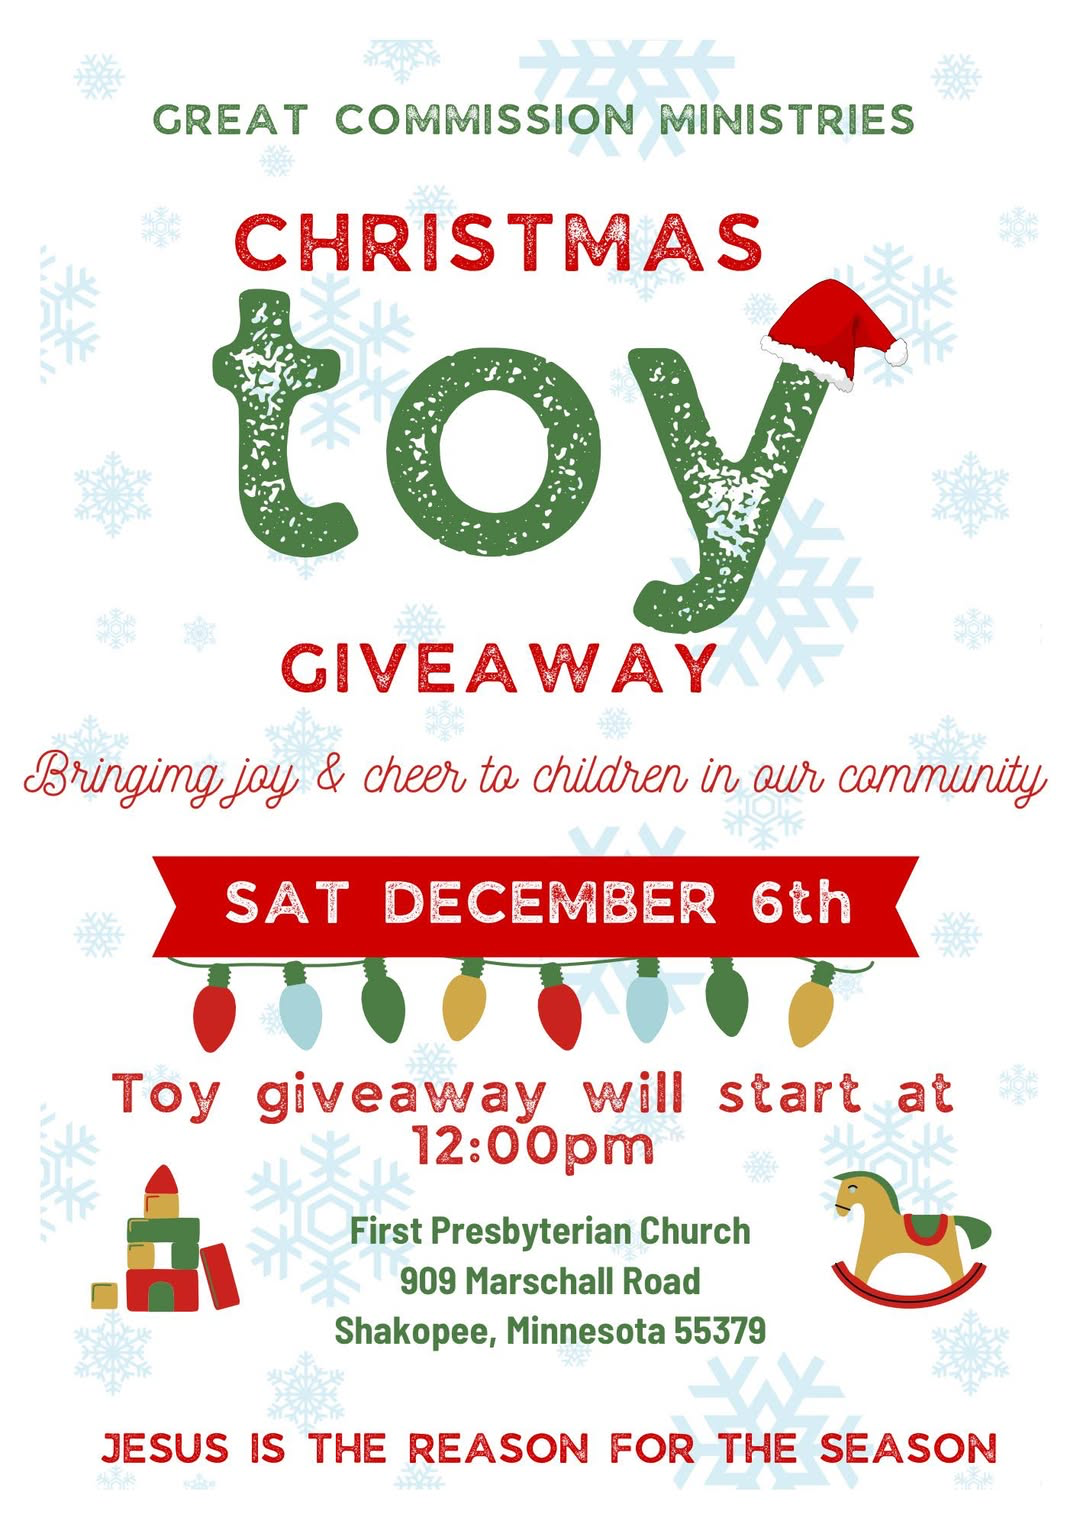 GREAT COMMISSION MINISTRIES
CHRISTMAS
toy
GIVEAWAY
Bringimg joy & cheer to children in our community
SAT DECEMBER 6th
Toy giveaway will start at
12:00pm
First Presbyterian Church
909 Marschall Road
Shakopee, Minnesota 55379
JESUS IS THE REASON FOR THE SEASON